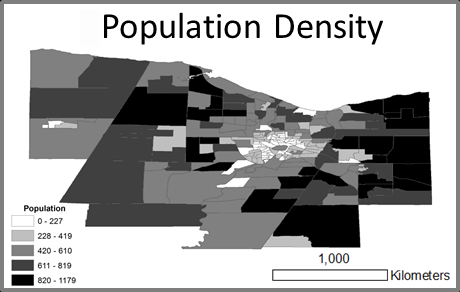 Population Density
Population
0 - 227
228 - 419
420 - 610
611 - 819
820 - 1179
1,000
Kilometers